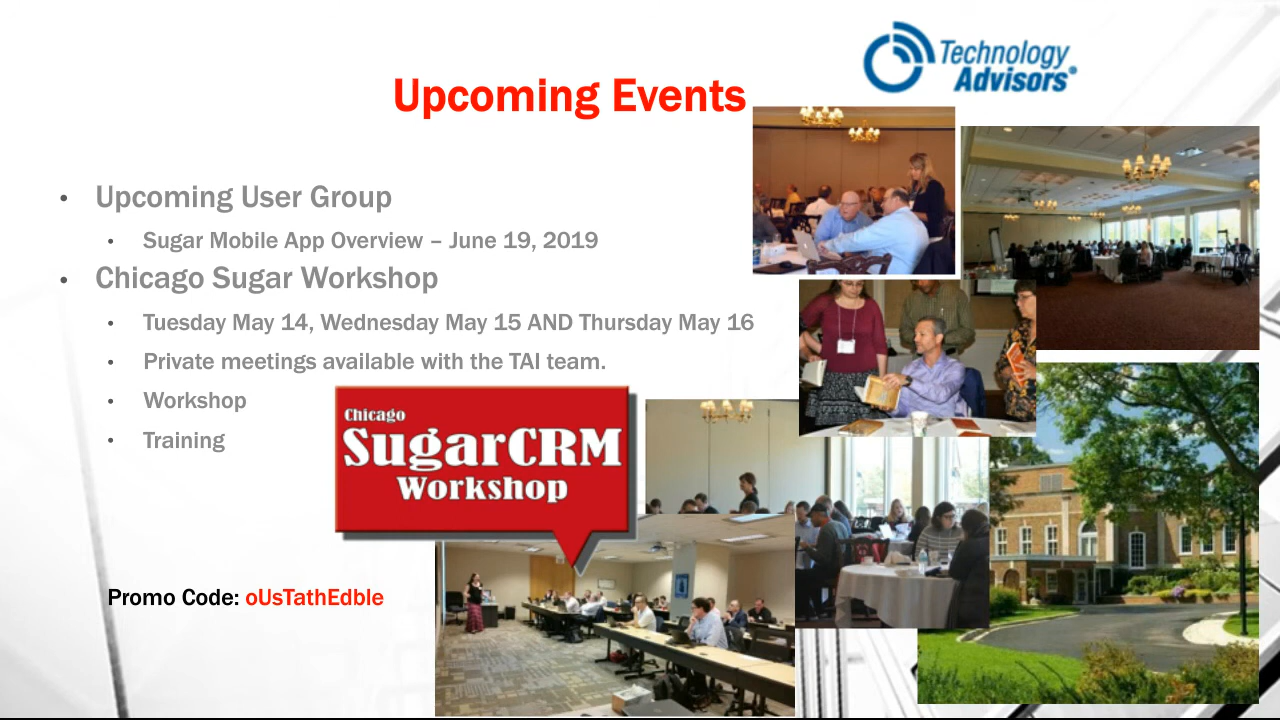 Technology
Advisors®
Upcoming Events
• Upcoming User Group
• Sugar Mobile App Overview – June 19, 2019
• Chicago Sugar Workshop
• Tuesday May 14, Wednesday May 15 AND Thursday May 16
• Private meetings available with the TAI team.
• Workshop
• Training
Chicago
SugarCRM
Workshop
Promo Code: oUsTathEdble